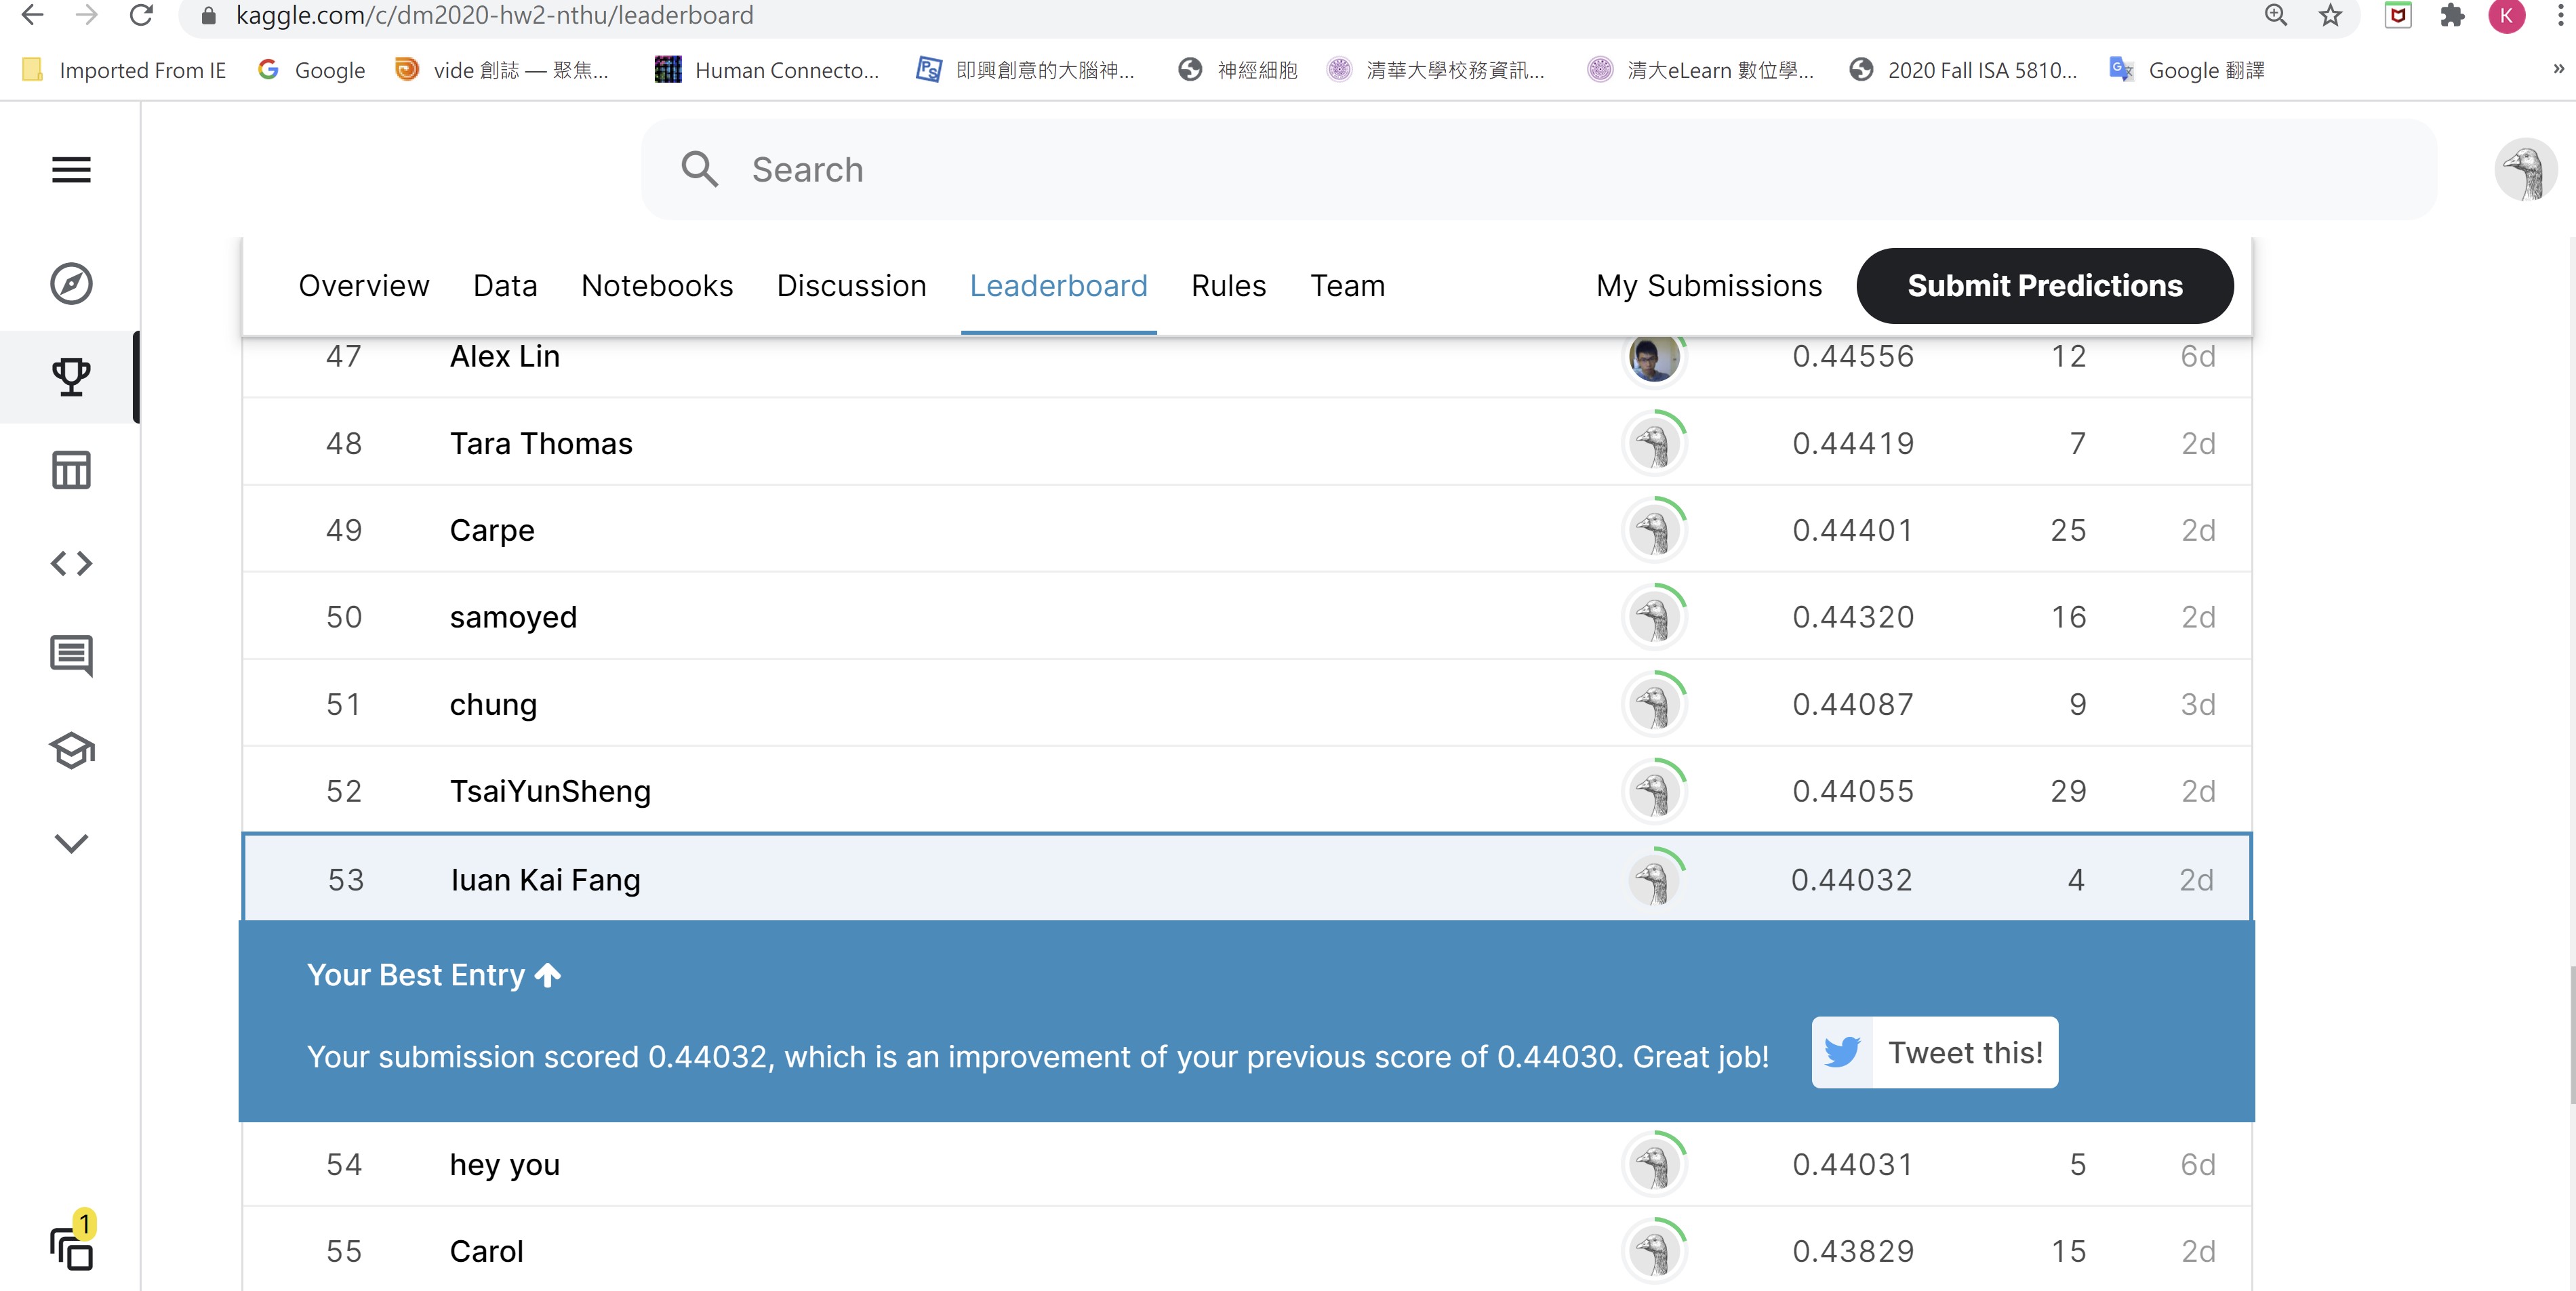 kaggle.com/c/dm2020-hw2-nthu/leaderboard K
Imported From IE Google vide 創誌 — 聚焦... Human Connecto... 即興創意的大腦神... 神經細胞 清華大學校務資訊... 清大eLearn 數位學... 2020 Fall ISA 5810... Google 翻譯 »
Search
Overview Data Notebooks Discussion Leaderboard Rules Team My Submissions Submit Predictions
47 Alex Lin 0.44556 12 6d
48 Tara Thomas 0.44419 7 2d
49 Carpe 0.44401 25 2d
50 samoyed 0.44320 16 2d
51 chung 0.44087 9 3d
52 TsaiYunSheng 0.44055 29 2d
53 Iuan Kai Fang 0.44032 4 2d
Your Best Entry
Your submission scored 0.44032, which is an improvement of your previous score of 0.44030. Great job! Tweet this!
54 hey you 0.44031 5 6d
1
55 Carol 0.43829 15 2d